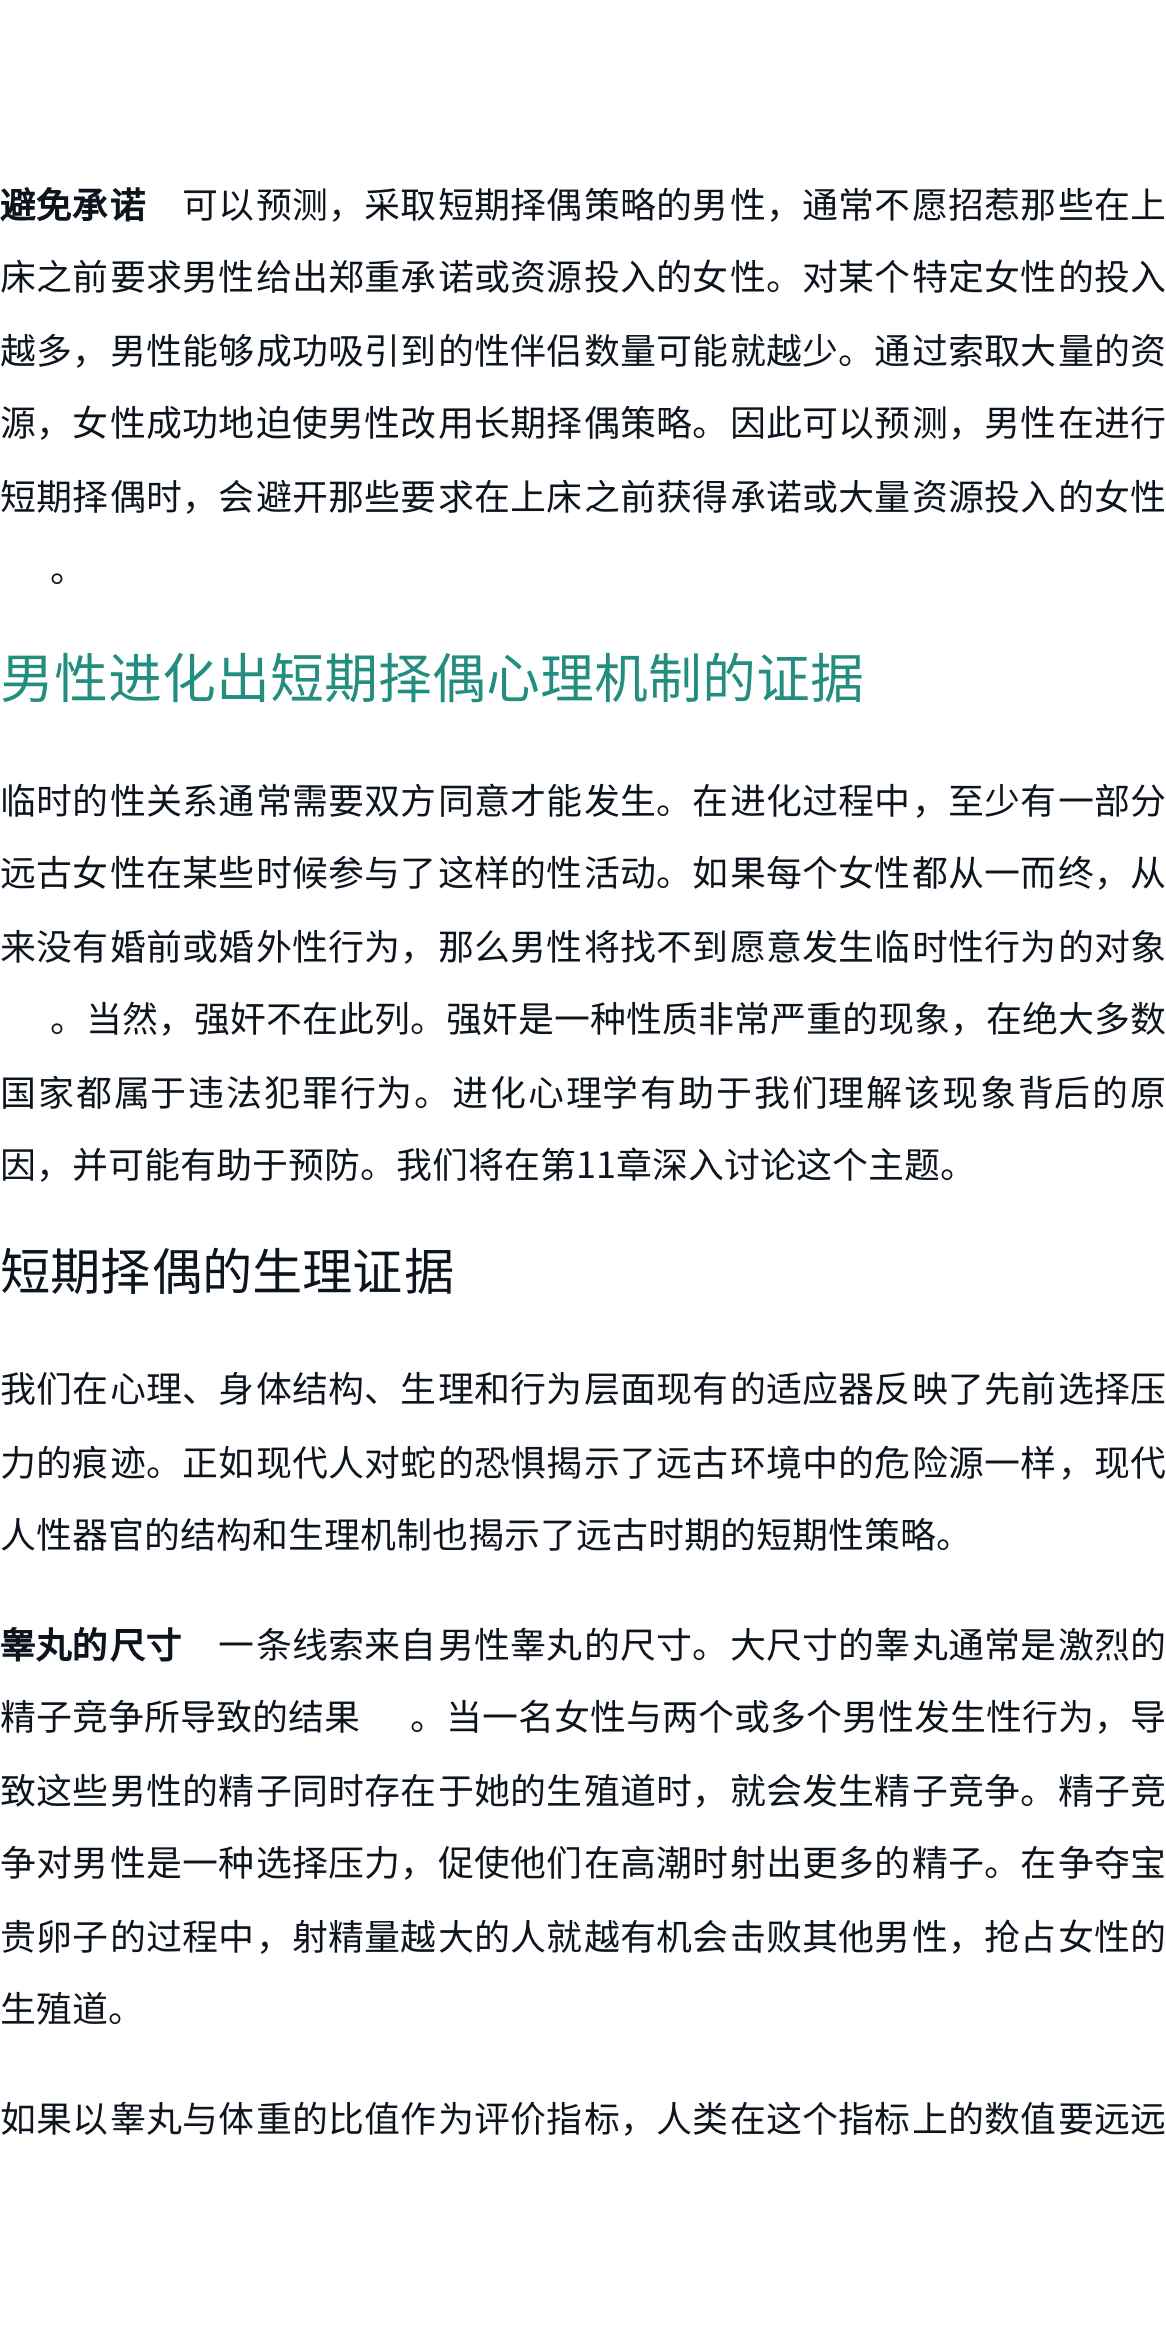 避免承诺　可以预测，采取短期择偶策略的男性，通常不愿招惹那些在上
床之前要求男性给出郑重承诺或资源投入的女性。对某个特定女性的投入
越多，男性能够成功吸引到的性伴侣数量可能就越少。通过索取大量的资
源，女性成功地迫使男性改用长期择偶策略。因此可以预测，男性在进行
短期择偶时，会避开那些要求在上床之前获得承诺或大量资源投入的女性
。
男性进化出短期择偶心理机制的证据
临时的性关系通常需要双方同意才能发生。在进化过程中，至少有一部分
远古女性在某些时候参与了这样的性活动。如果每个女性都从一而终，从
来没有婚前或婚外性行为，那么男性将找不到愿意发生临时性行为的对象
。当然，强奸不在此列。强奸是一种性质非常严重的现象，在绝大多数
国家都属于违法犯罪行为。进化心理学有助于我们理解该现象背后的原
因，并可能有助于预防。我们将在第11章深入讨论这个主题。
短期择偶的生理证据
我们在心理、身体结构、生理和行为层面现有的适应器反映了先前选择压
力的痕迹。正如现代人对蛇的恐惧揭示了远古环境中的危险源一样，现代
人性器官的结构和生理机制也揭示了远古时期的短期性策略。
睾丸的尺寸　一条线索来自男性睾丸的尺寸。大尺寸的睾丸通常是激烈的
精子竞争所导致的结果　。当一名女性与两个或多个男性发生性行为，导
致这些男性的精子同时存在于她的生殖道时，就会发生精子竞争。精子竞
争对男性是一种选择压力，促使他们在高潮时射出更多的精子。在争夺宝
贵卵子的过程中，射精量越大的人就越有机会击败其他男性，抢占女性的
生殖道。
如果以睾丸与体重的比值作为评价指标，人类在这个指标上的数值要远远